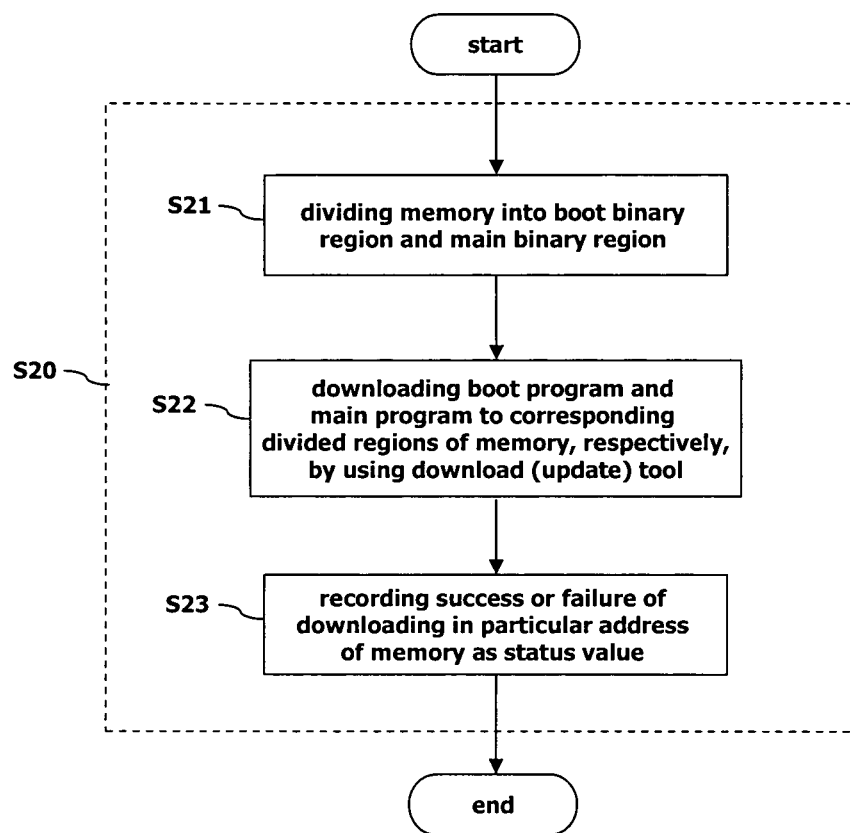 start
S21
dividing memory into boot binary
region and main binary region
S20
S22
downloading boot program and
main program to corresponding
divided regions of memory, respectively,
by using download (update) tool
S23
recording success or failure of
downloading in particular address
of memory as status value
end